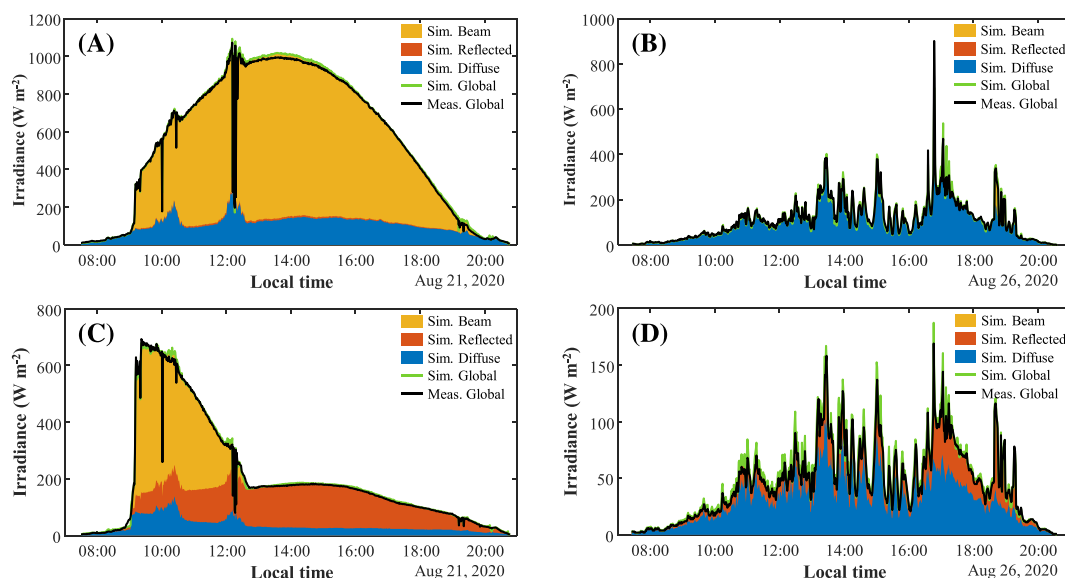 (A)
Irradiance (W m-2)
1200
1000
800
600
400
200
0
Sim. Beam
Sim. Reflected
Sim. Diffuse
Sim. Global
Meas. Global
08:00 10:00 12:00 14:00 16:00 18:00 20:00
Local time
Aug 21, 2020
(B)
Irradiance (W m-2)
1000
800
600
400
200
0
Sim. Beam
Sim. Reflected
Sim. Diffuse
Sim. Global
Meas. Global
08:00 10:00 12:00 14:00 16:00 18:00 20:00
Local time
Aug 26, 2020
(C)
Irradiance (W m-2)
800
600
400
200
0
Sim. Beam
Sim. Reflected
Sim. Diffuse
Sim. Global
Meas. Global
08:00 10:00 12:00 14:00 16:00 18:00 20:00
Local time
Aug 21, 2020
(D)
Irradiance (W m-2)
200
150
100
50
0
Sim. Beam
Sim. Reflected
Sim. Diffuse
Sim. Global
Meas. Global
08:00 10:00 12:00 14:00 16:00 18:00 20:00
Local time
Aug 26, 2020